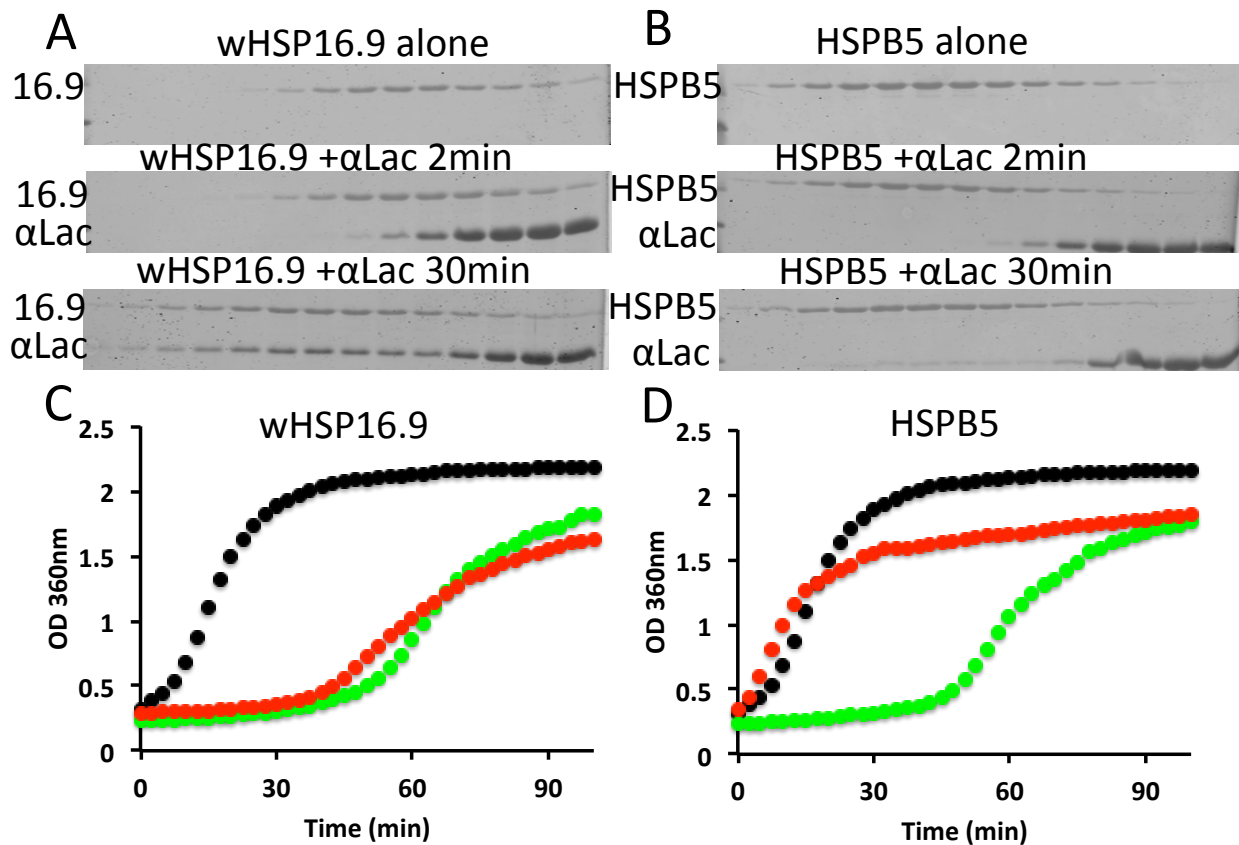 A
wHSP16.9 alone
16.9
wHSP16.9 +αLac 2min
16.9
αLac
wHSP16.9 +αLac 30min
16.9
αLac
B
HSPB5 alone
HSPB5
HSPB5 +αLac 2min
HSPB5
αLac
HSPB5 +αLac 30min
HSPB5
αLac
C
wHSP16.9
2.5
2
1.5
1
0.5
0
OD 360nm
0 30 60 90
Time (min)
D
HSPB5
2.5
2
1.5
1
0.5
0
OD 360nm
0 30 60 90
Time (min)